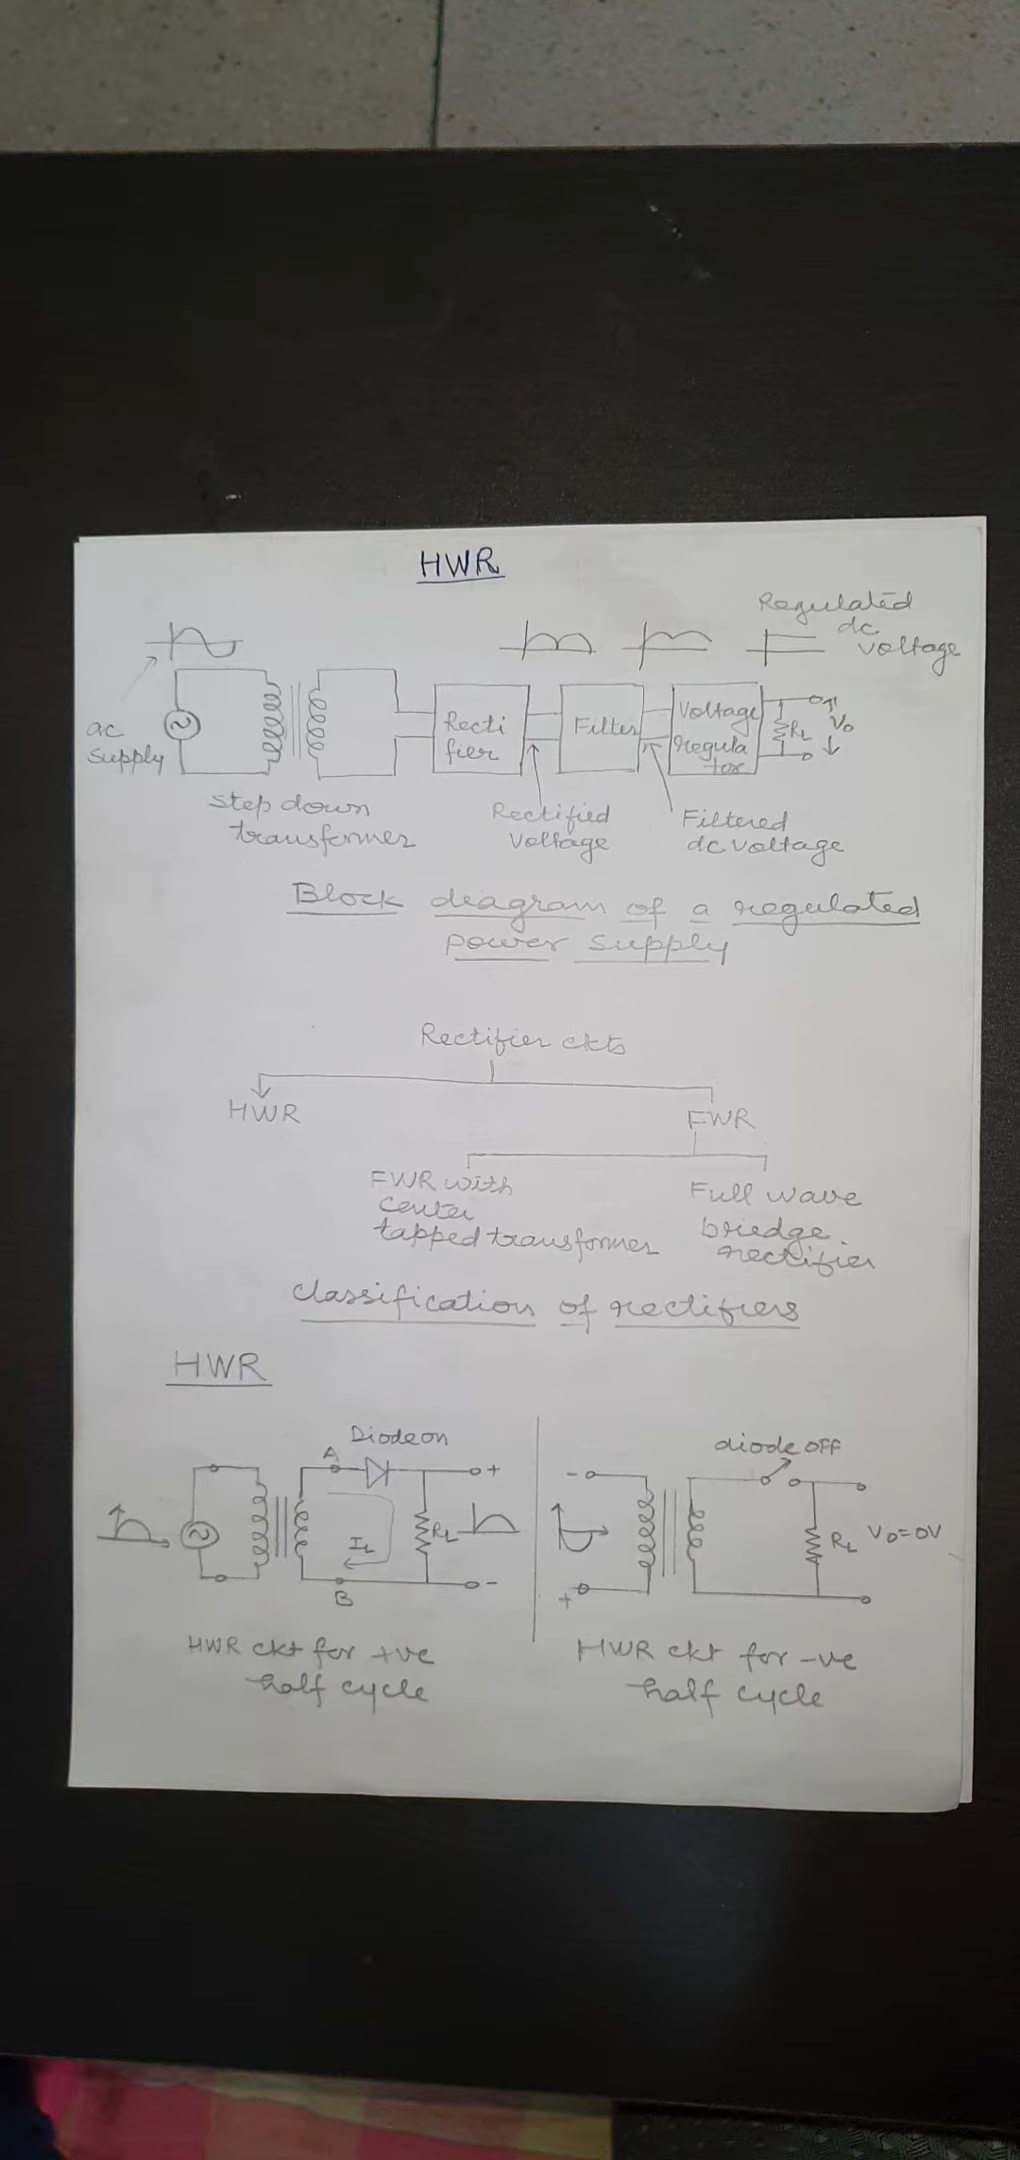 HWR
Regulated
dc
voltage
ac
supply
Recti
fier
Filter
Voltage
regula
tor
RL
Vo
step down
transformer
Rectified
voltage
Filtered
dc voltage
Block diagram of a regulated
power supply
Rectifier ckts
HWR
FWR
FWR with
center
tapped transformer
Full wave
bridge
rectifier
classification of rectifiers
HWR
Diode on
A
+
IL
RL
B
-
HWR ckt for +ve
half cycle
diode OFF
-
RL
VO=0V
+
HWR ckt for -ve
half cycle